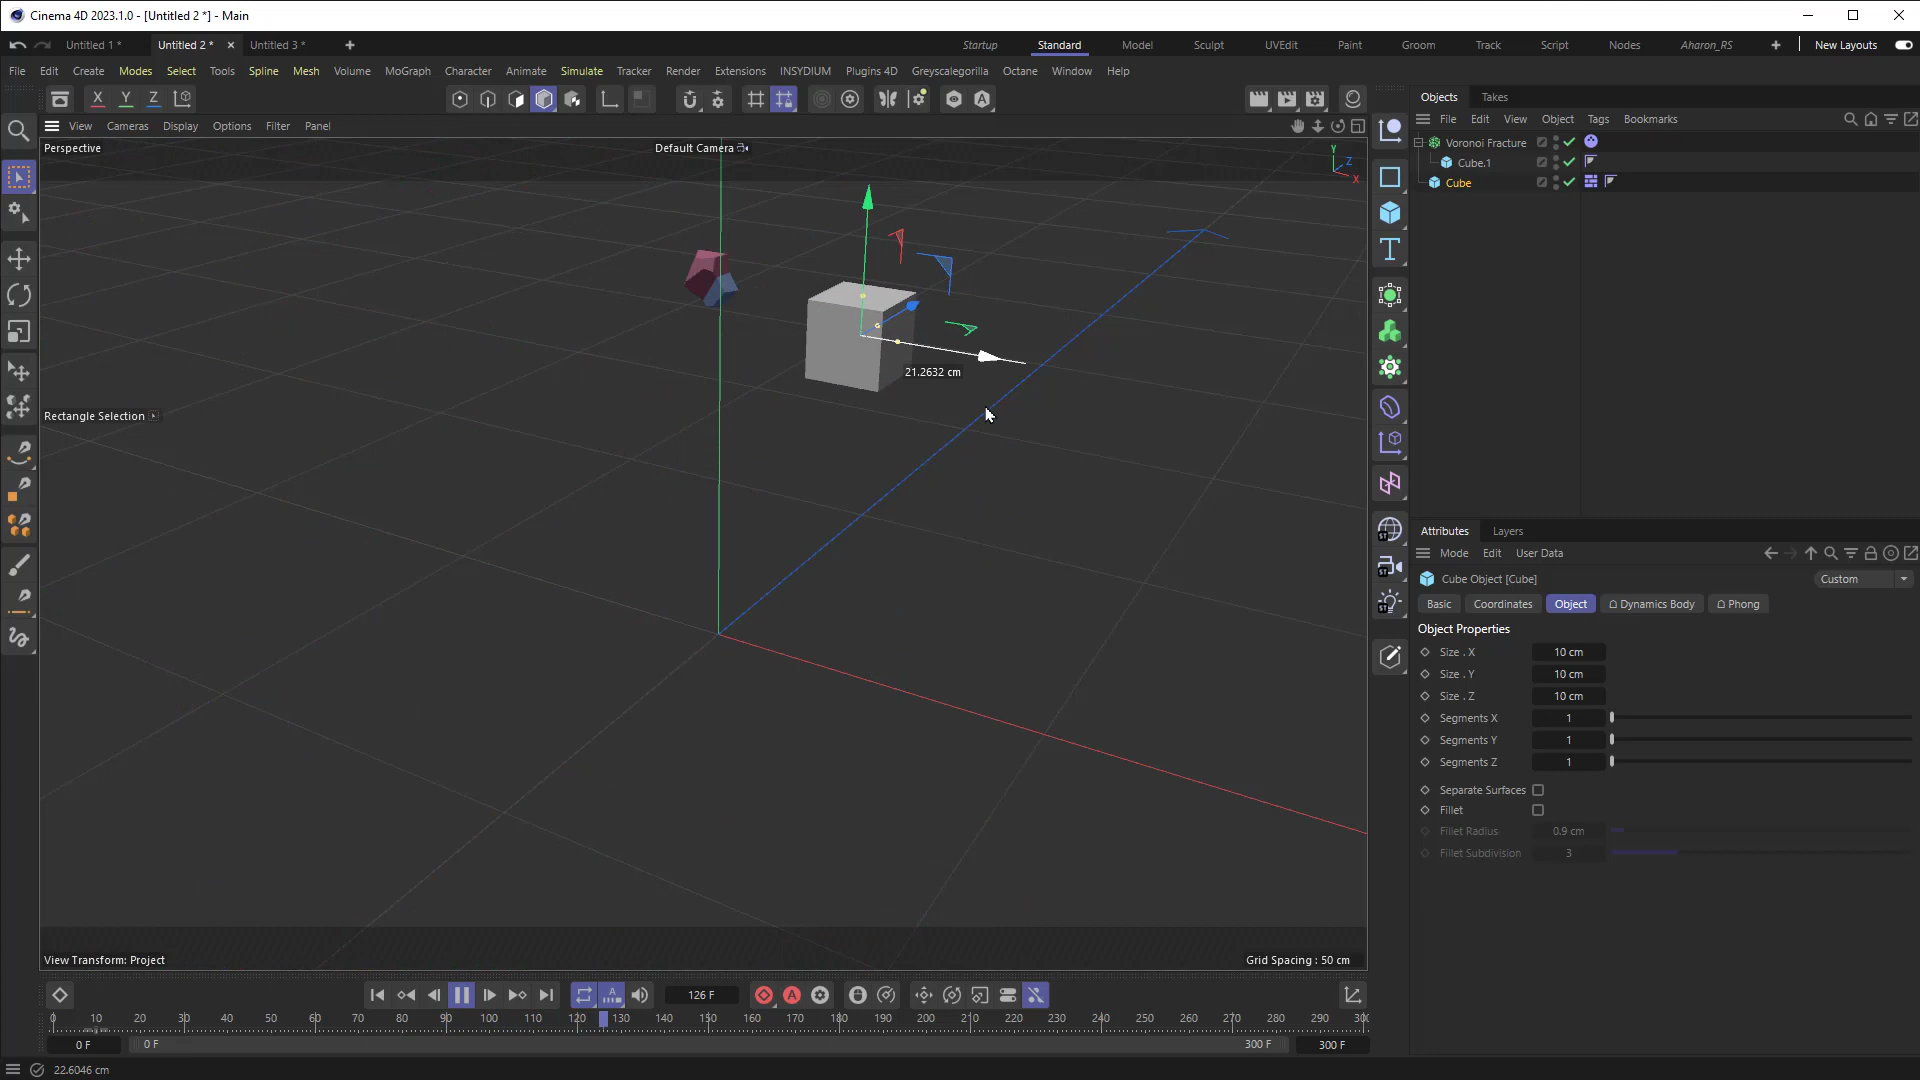 Cinema 4D 2023.1.0 - [Untitled 2 *] - Main
Untitled 1 *
Untitled 2 *
Untitled 3 *
Startup
Standard
Model
Sculpt
UVEdit
Paint
Groom
Track
Script
Nodes
Aharon_RS
New Layouts
File Edit Create Modes Select Tools Spline Mesh Volume MoGraph Character Animate Simulate Tracker Render Extensions INSYDIUM Plugins 4D Greyscalegorilla Octane Window Help
X Y Z
View Cameras Display Options Filter Panel
Perspective
Default Camera
Y
Z
X
21.2632 cm
Rectangle Selection
View Transform: Project
Grid Spacing : 50 cm
Objects Takes
File Edit View Object Tags Bookmarks
Voronoi Fracture
Cube.1
Cube
ST
ST
ST
Attributes Layers
Mode Edit User Data
Cube Object [Cube]
Custom
Basic Coordinates Object Dynamics Body Phong
Object Properties
Size . X 10 cm
Size . Y 10 cm
Size . Z 10 cm
Segments X 1
Segments Y 1
Segments Z 1
Separate Surfaces
Fillet
Fillet Radius 0.9 cm
Fillet Subdivision 3
126 F
0 10 20 30 40 50 60 70 80 90 100 110 120 130 140 150 160 170 180 190 200 210 220 230 240 250 260 270 280 290
0 F
0 F
300 F
300 F
22.6046 cm